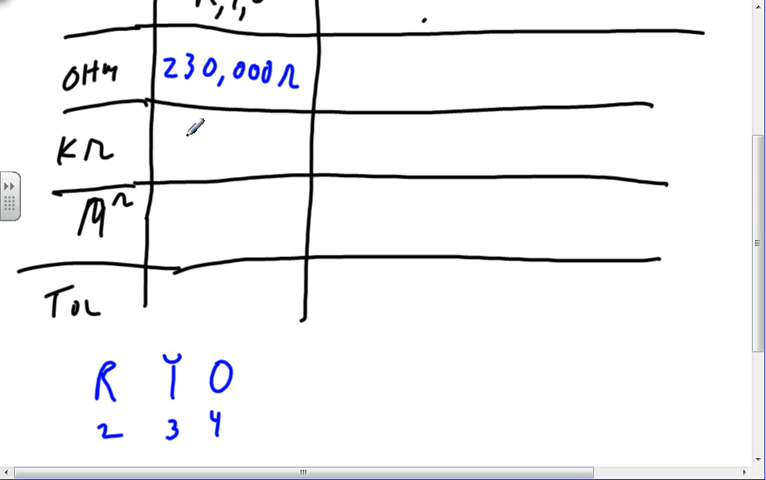 R, Y, O
OHM 230,000Ω
KΩ
MΩ
TOL
R Y O
2 3 4